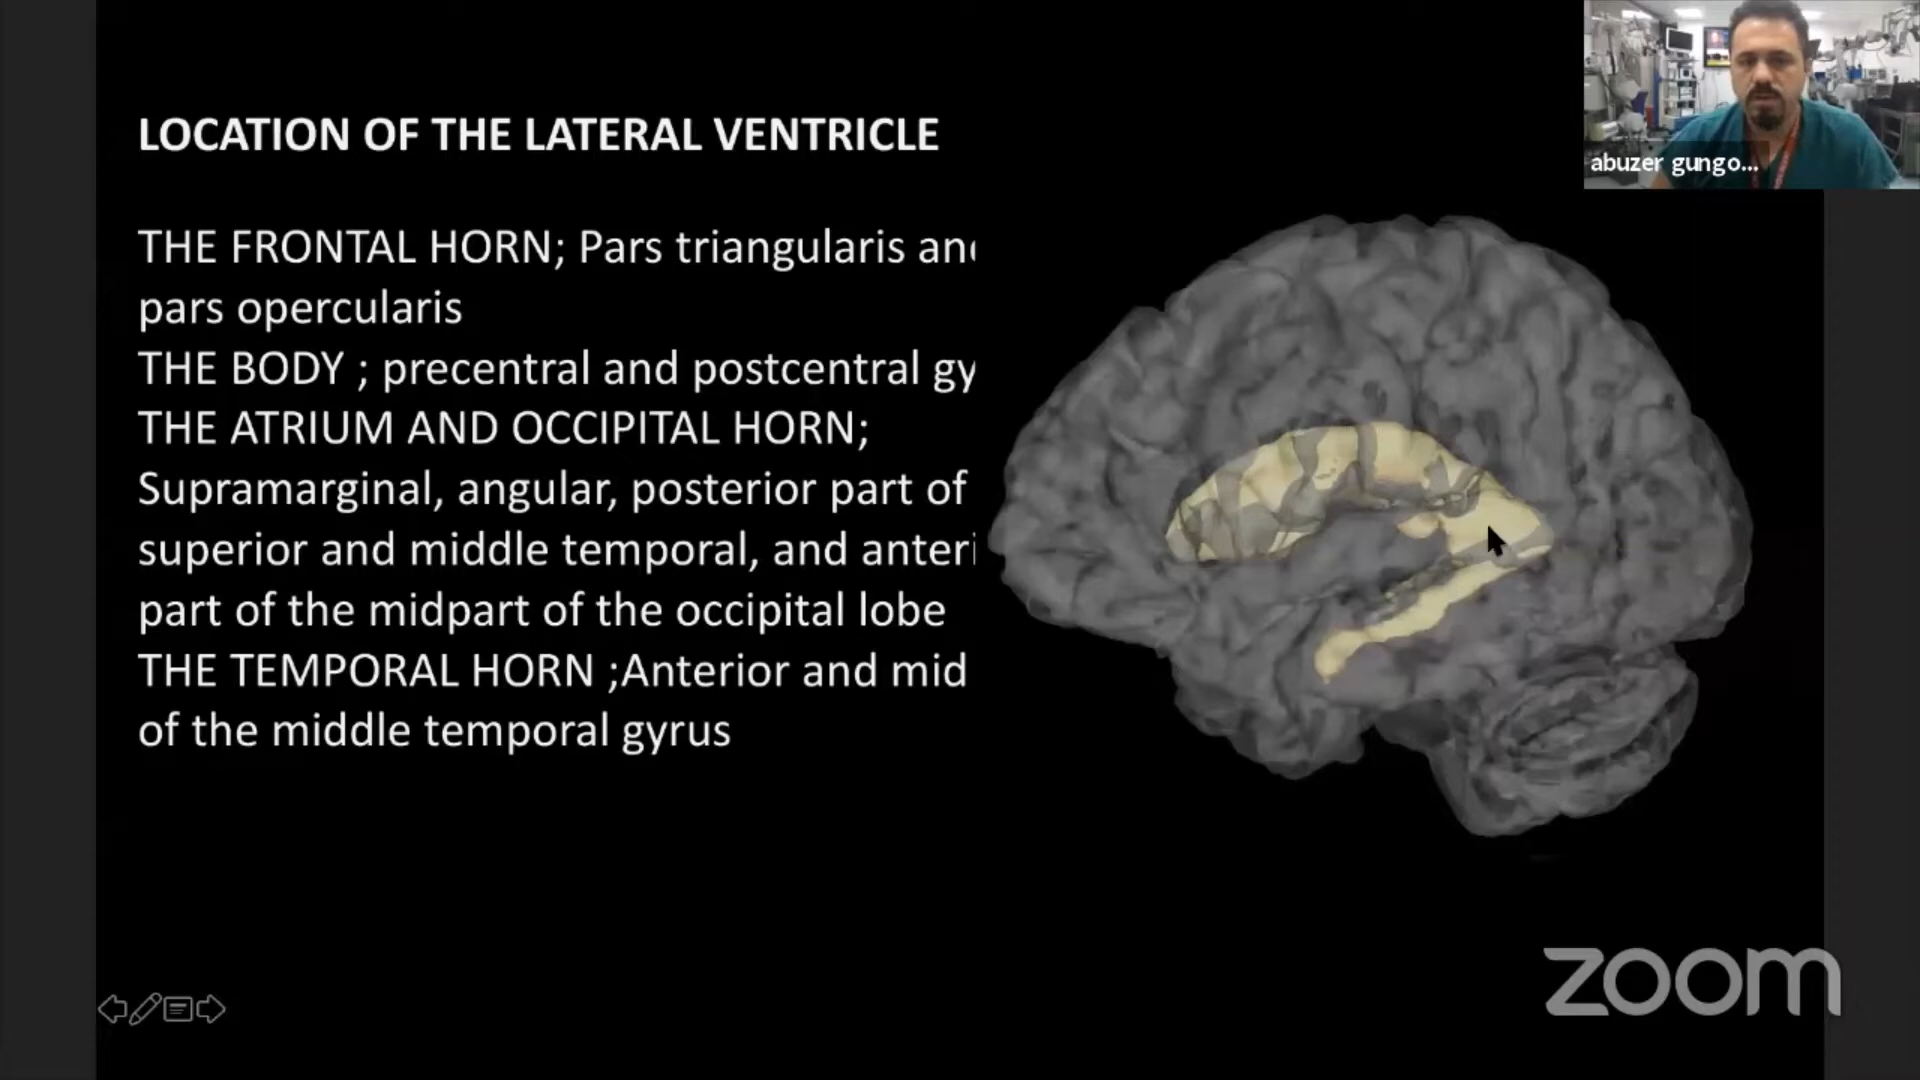 LOCATION OF THE LATERAL VENTRICLE
THE FRONTAL HORN; Pars triangularis and
pars opercularis
THE BODY ; precentral and postcentral gy
THE ATRIUM AND OCCIPITAL HORN;
Supramarginal, angular, posterior part of
superior and middle temporal, and anteri
part of the midpart of the occipital lobe
THE TEMPORAL HORN ;Anterior and mid
of the middle temporal gyrus
abuzer gungo...
zoom